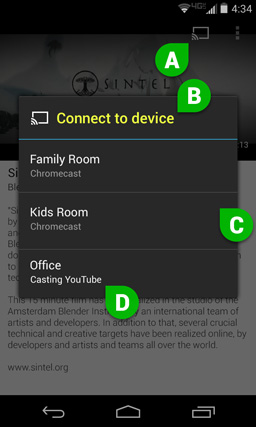 4G 4:34
A
SINTEL
B
Connect to device
:13
Family Room
Chromecast
Si
Ble
Kids Room
Chromecast
C
"Si
by
Office
Casting YouTube
to
D
This 15 minute film has been realized in the studio of the
Amsterdam Blender Institute, by an international team of
artists and developers. In addition to that, several crucial
technical and creative targets have been realized online, by
developers and artists and teams all over the world.
www.sintel.org